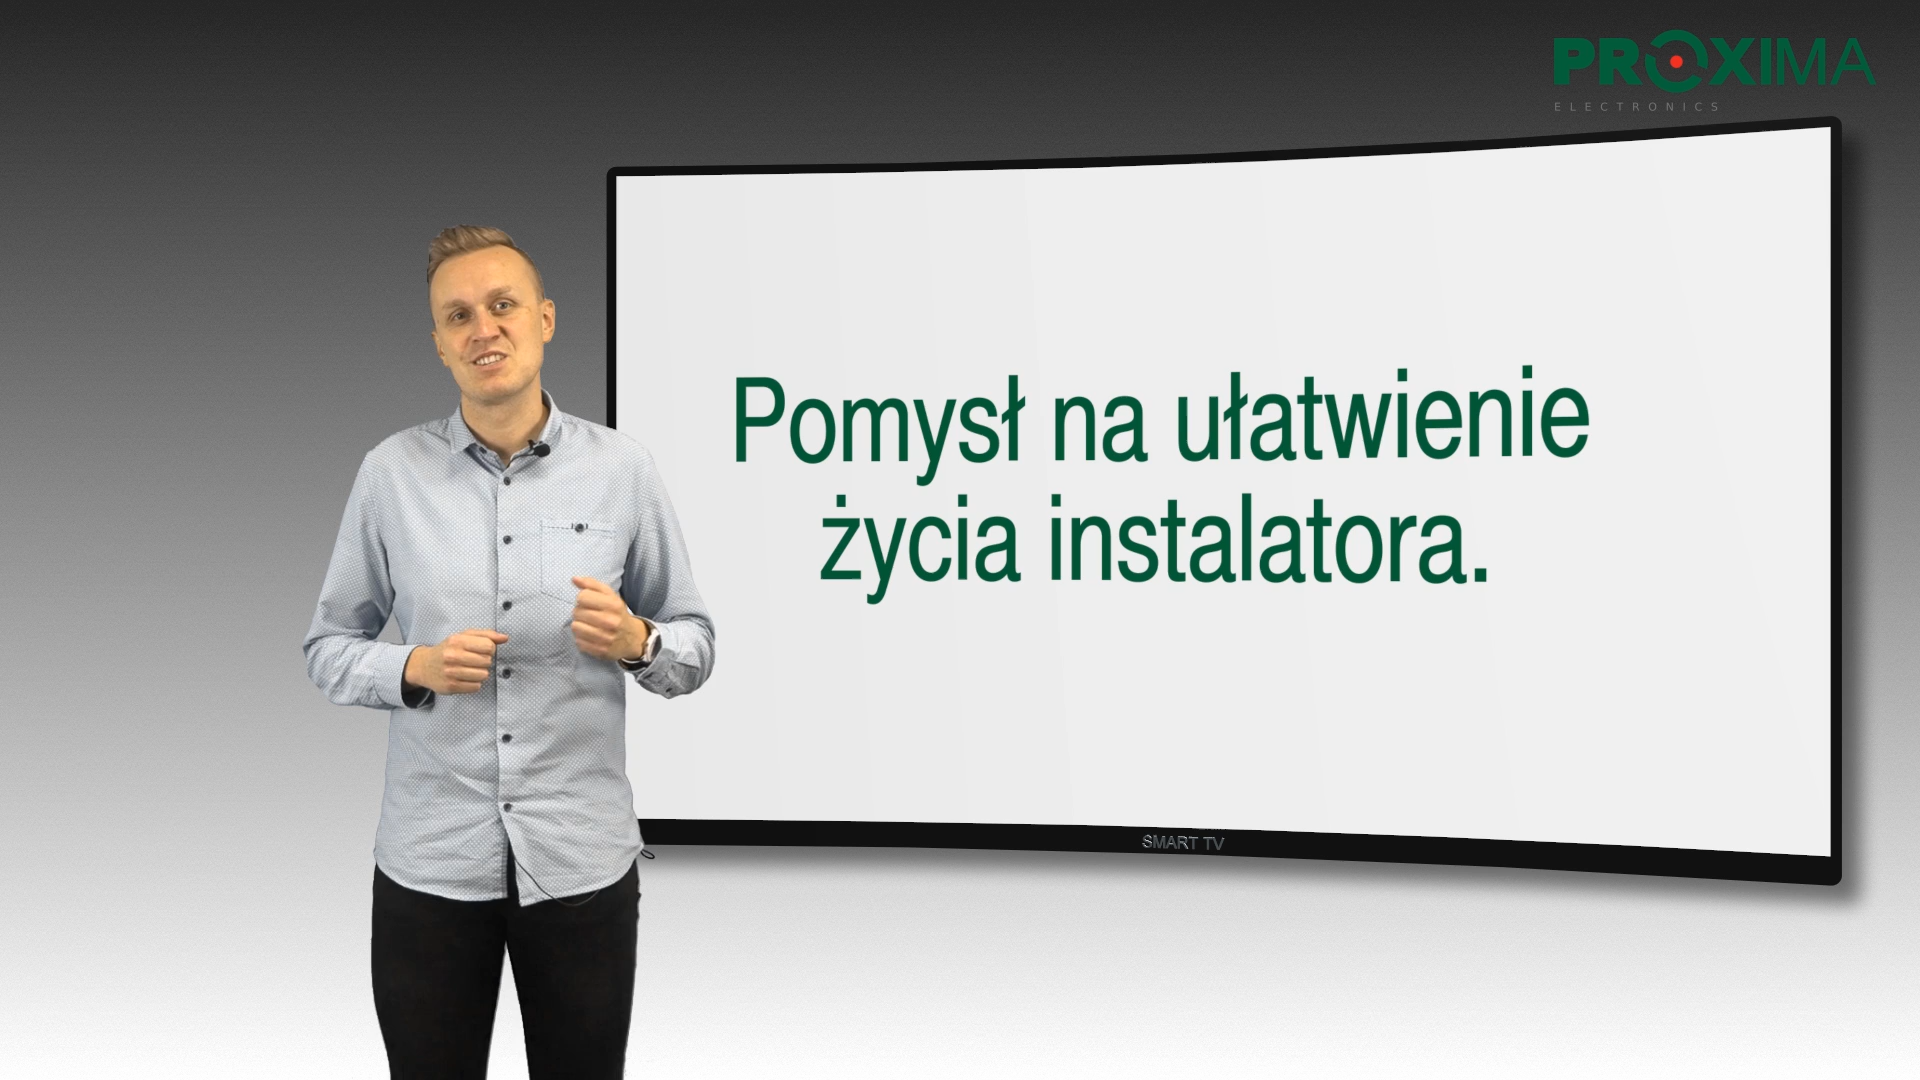 PROXIMA
ELECTRONICS
Pomysł na ułatwienie
życia instalatora.
SMART TV